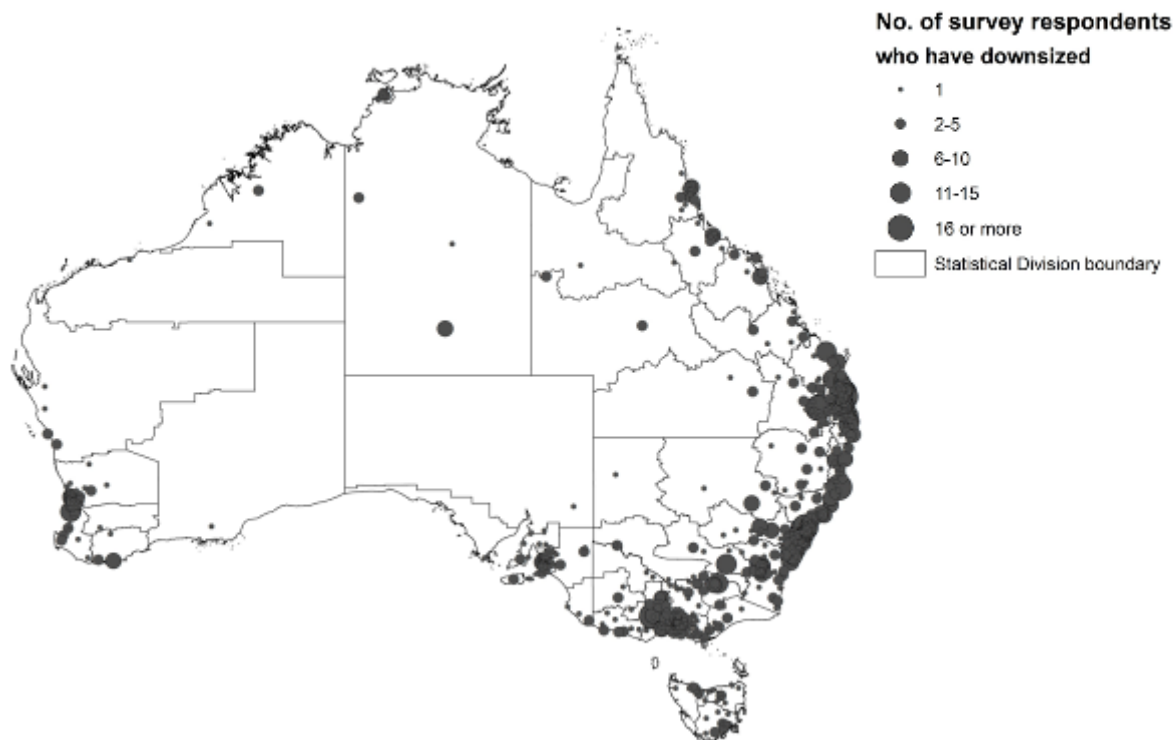 No. of survey respondents
who have downsized
1
2-5
6-10
11-15
16 or more
Statistical Division boundary